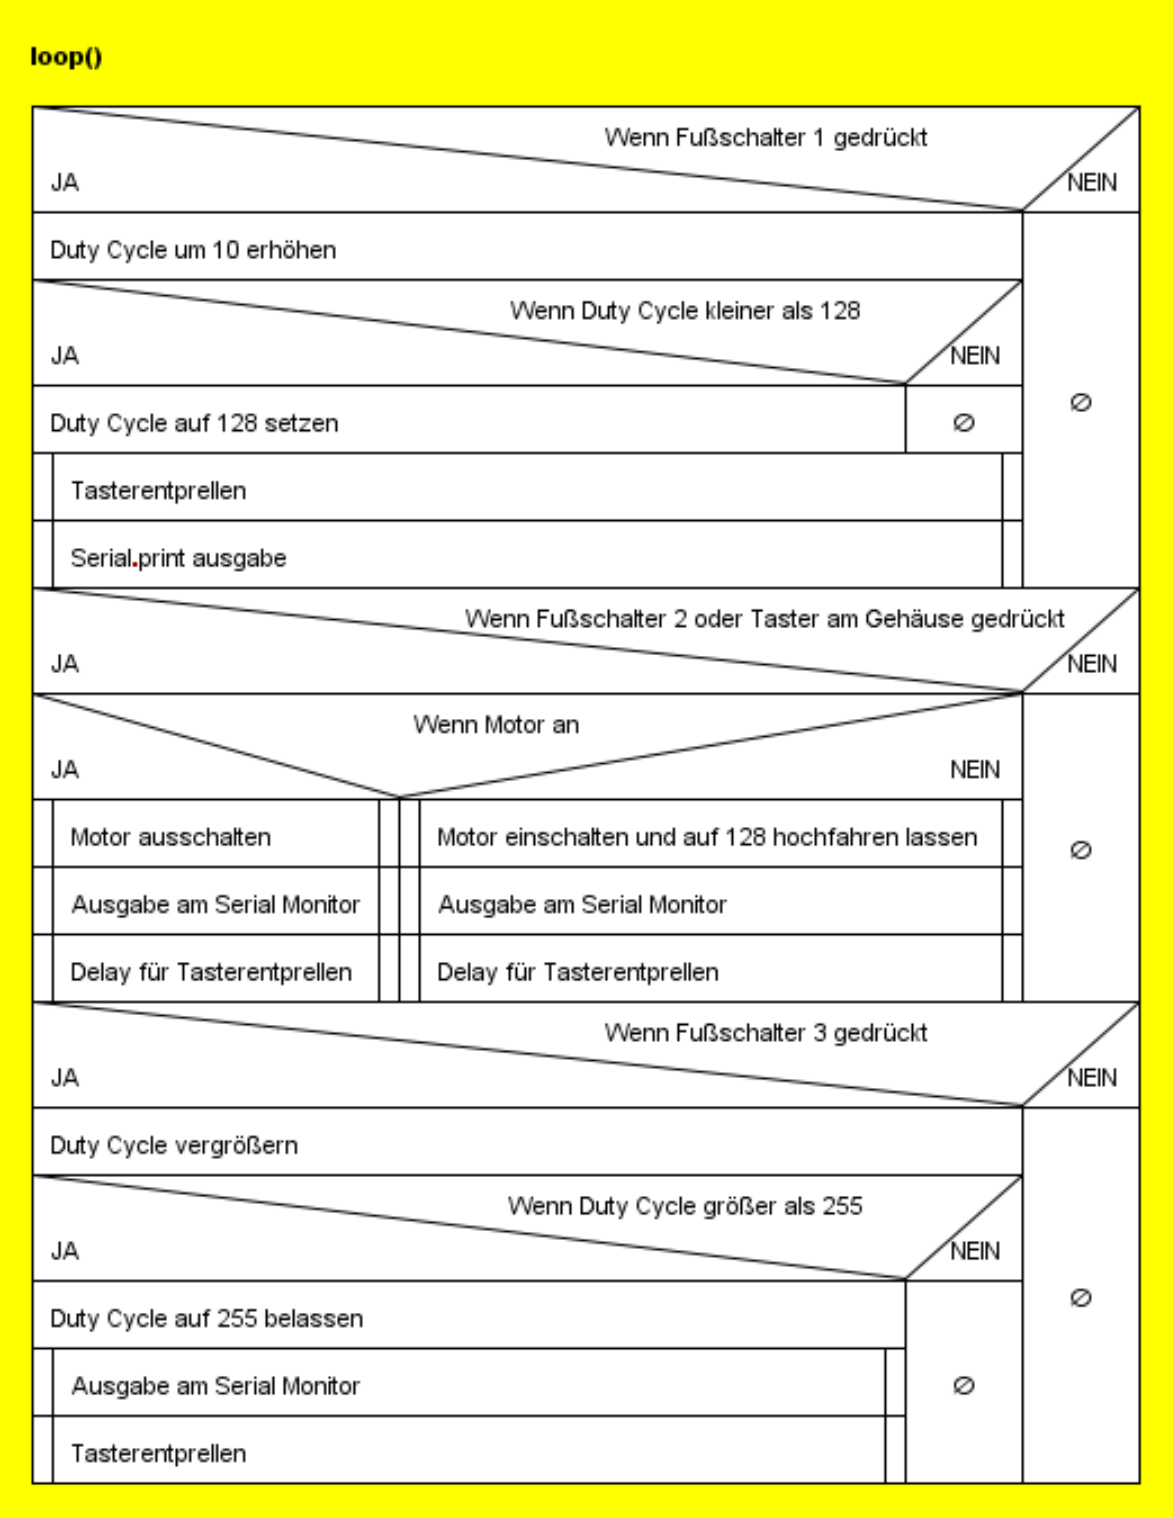 loop()
Wenn Fußschalter 1 gedrückt
JA
NEIN
Duty Cycle um 10 erhöhen
Wenn Duty Cycle kleiner als 128
JA
NEIN
∅
Duty Cycle auf 128 setzen
∅
Tasterentprellen
Serial.print ausgabe
Wenn Fußschalter 2 oder Taster am Gehäuse gedrückt
JA
NEIN
Wenn Motor an
JA
NEIN
Motor ausschalten
Motor einschalten und auf 128 hochfahren lassen
∅
Ausgabe am Serial Monitor
Ausgabe am Serial Monitor
Delay für Tasterentprellen
Delay für Tasterentprellen
Wenn Fußschalter 3 gedrückt
JA
NEIN
Duty Cycle vergrößern
Wenn Duty Cycle größer als 255
JA
NEIN
∅
Duty Cycle auf 255 belassen
Ausgabe am Serial Monitor
∅
Tasterentprellen